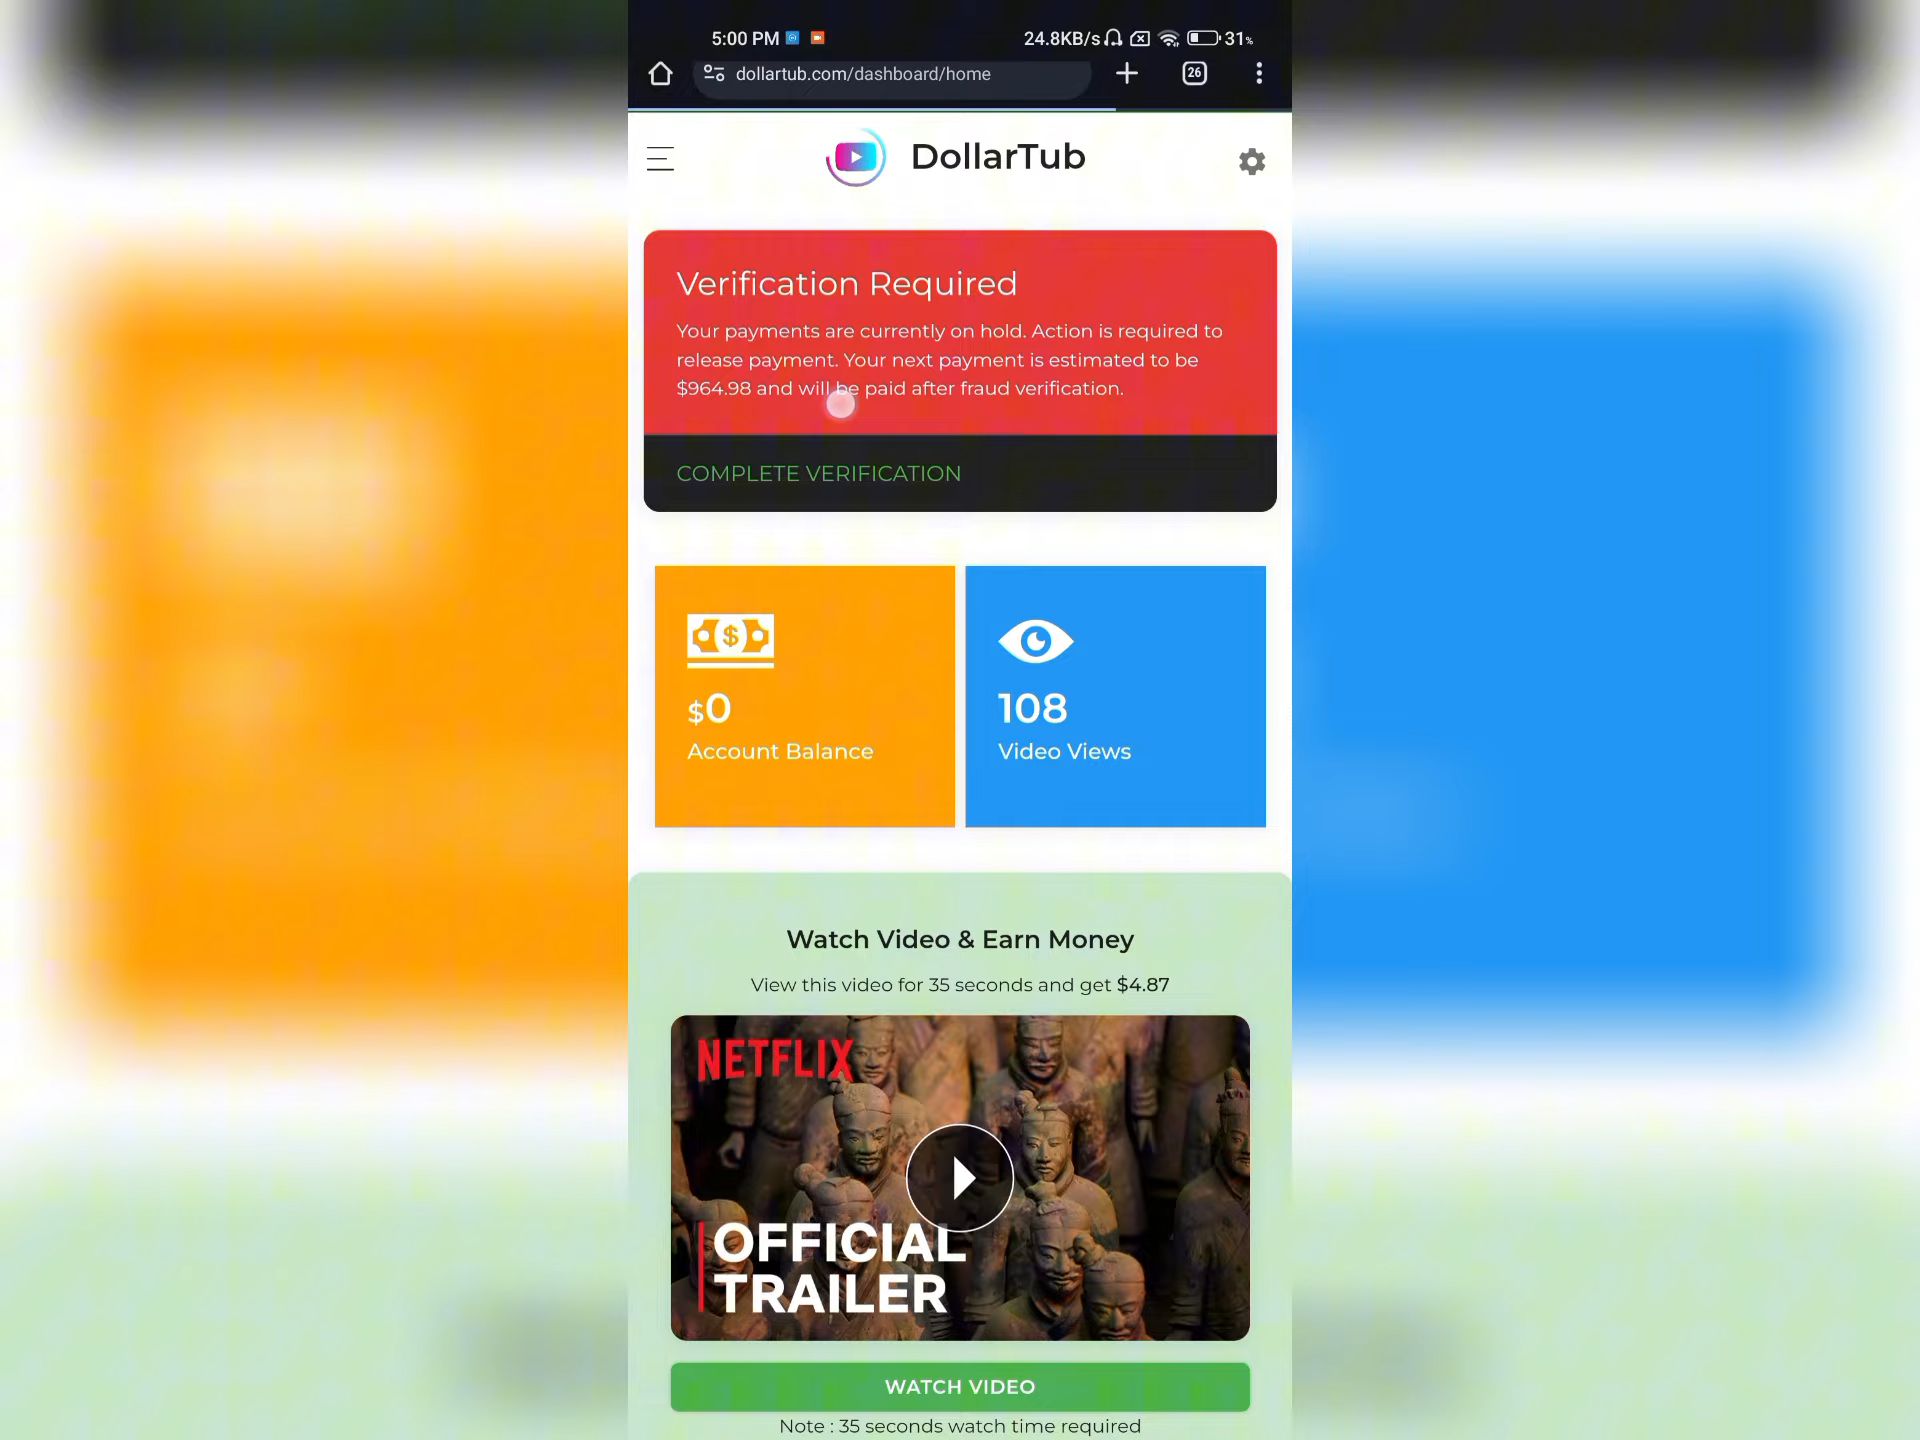 5:00 PM
24.8KB/s 31%
dollartub.com/dashboard/home
26
DollarTub
Verification Required
Your payments are currently on hold. Action is required to
release payment. Your next payment is estimated to be
$964.98 and will be paid after fraud verification.
COMPLETE VERIFICATION
$0
Account Balance
108
Video Views
Watch Video & Earn Money
View this video for 35 seconds and get $4.87
NETFLIX
OFFICIAL
TRAILER
WATCH VIDEO
Note : 35 seconds watch time required